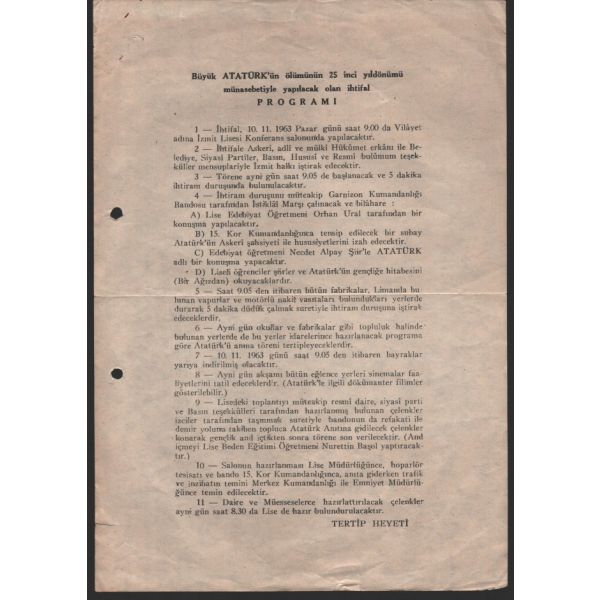 Büyük ATATÜRK'ün ölümünün 25 inci yıldönümü
münasebetiyle yapılacak olan ihtifal
PROGRAMI
1 — İhtifal, 10. 11. 1963 Pazar günü saat 9.00 da Vilâyet
adına İzmit Lisesi Konferans salonunda yapılacaktır.
2 — İhtifale Askerî, adlî ve mülkî Hükûmet erkânı ile Be-
lediye, Siyasî Partiler, Basın, Hususî ve Resmî bulûmum teşek-
küller mensuplariyle İzmit halkı iştirak edecektir.
3 — Törene ayni gün saat 9.05 de başlanacak ve 5 dakika
ihtiram duruşunda bulunulacaktır.
4 — İhtiram duruşunu müteakip Garnizon Kumandanlığı
Bandosu tarafından İstiklâl Marşı çalınacak ve bilâhare :
A) Lise Edebiyat Öğretmeni Orhan Ural tarafından bir
konuşma yapılacaktır.
B) 15. Kor Kumandanlığınca tensip edilecek bir subay
Atatürk'ün Askerî şahsiyeti ile hususiyetlerini izah edecektir.
C) Edebiyat öğretmeni Necdet Alpay Şiir'le ATATÜRK
adlı bir konuşma yapacaktır.
D) Liseli öğrenciler şiirler ve Atatürk'ün gençliğe hitabesini
(Bir Ağızdan) okuyacaklardır.
5 — Saat 9.05 den itibaren bütün fabrikalar, Limanda bu
lunan vapurlar ve motörlü nakil vasıtaları bulundukları yerlerde
durarak 5 dakika düdük çalmak suretiyle ihtiram duruşuna iştirak
edeceklerdir.
6 — Ayni gün okullar ve fabrikalar gibi topluluk halinde
bulunan yerlerde de bu yerler idarelerince hazırlanacak programa
göre Atatürk'ü anma töreni tertipleyeceklerdir.
7 — 10. 11. 1963 günü saat 9.05 den itibaren bayraklar
yarıya indirilmiş olacaktır.
8 — Ayni gün akşamı bütün eğlence yerleri sinemalar faa-
liyetlerini tatil edeceklerdir. (Atatürk'le ilgili dökümanter filimler
gösterilebilir.)
9 — Lisedeki toplantıyı müteakip resmî daire, siyasî parti
ve Basın teşekkülleri tarafından hazırlanmış bulunan çelenkler
izciler tarafından taşınmak suretiyle bandonun da refakati ile
demir yolunu takiben topluca Atatürk Anıtına gidilecek çelenkler
konarak gençlik and içtikten sonra törene son verilecektir. (And
içmeyi Lise Beden Eğitimi Öğretmeni Nurettin Başol yaptıracak-
tır.)
10 — Salonun hazırlanması Lise Müdürlüğünce, hoparlör
tesisatı ve bando 15. Kor Kumandanlığınca, anıta giderken trafik
ve inzibatın temini Merkez Kumandanlığı ile Emniyet Müdürlü-
ğünce temin edilecektir.
11 — Daire ve Müesseselerce hazırlattırılacak çelenkler
ayni gün saat 8.30 da Lise de hazır bulundurulacaktır.
TERTİP HEYETİ